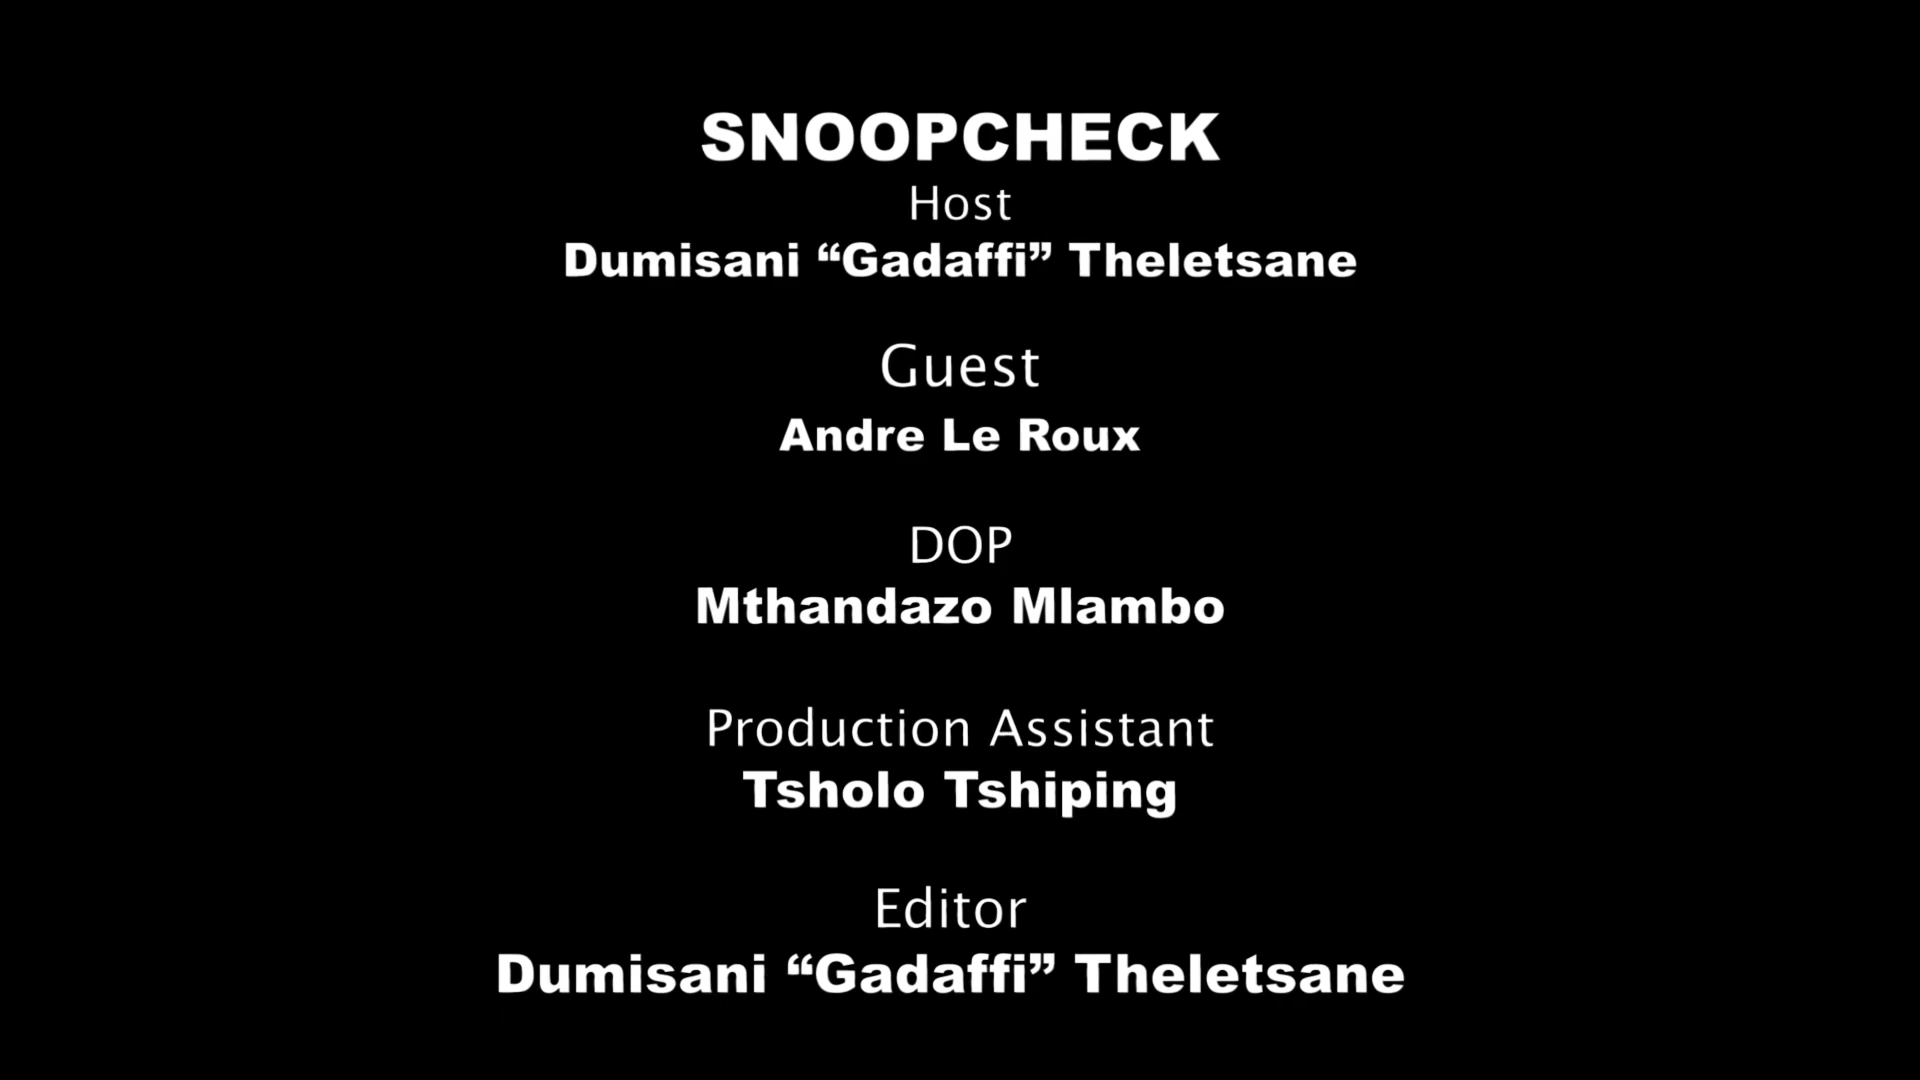 SNOOPCHECK
Host
Dumisani “Gadaffi” Theletsane
Guest
Andre Le Roux
DOP
Mthandazo Mlambo
Production Assistant
Tsholo Tshiping
Editor
Dumisani “Gadaffi” Theletsane